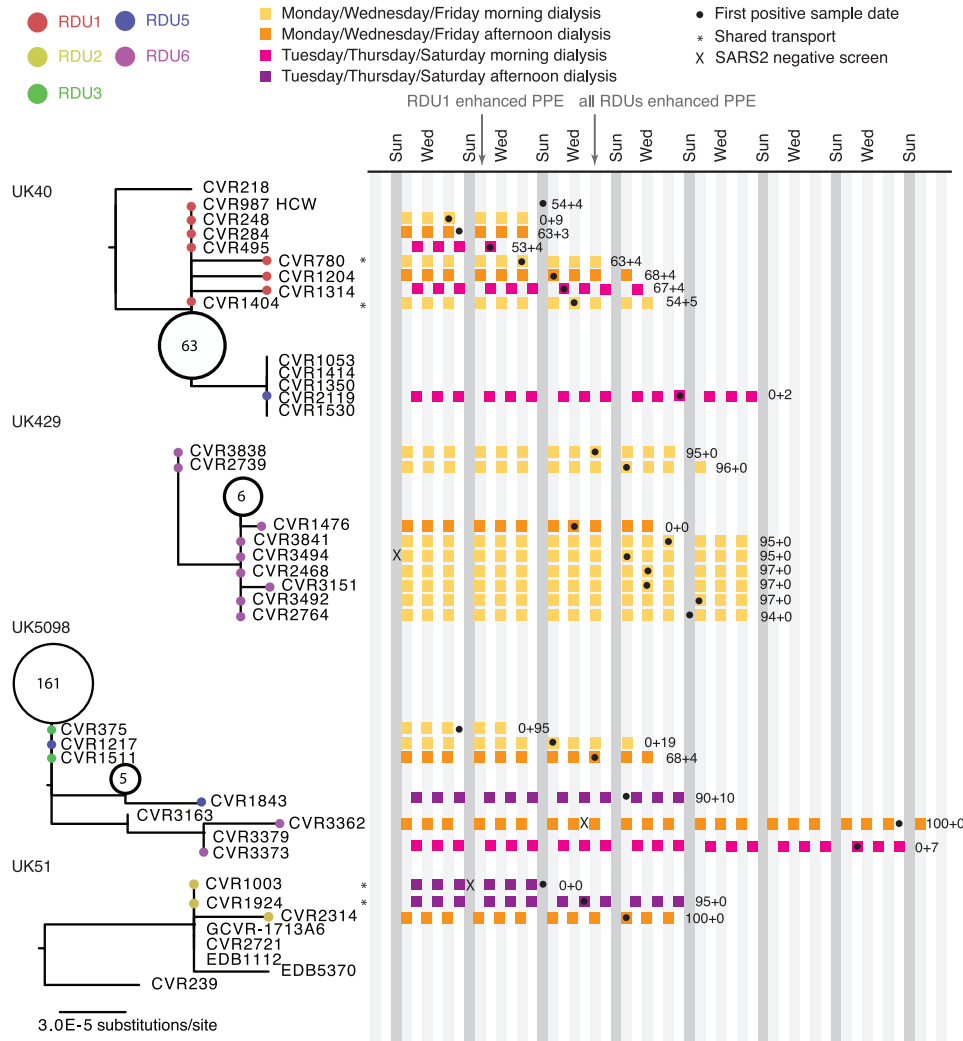 RDU1
RDU5
RDU2
RDU6
RDU3
Monday/Wednesday/Friday morning dialysis
Monday/Wednesday/Friday afternoon dialysis
Tuesday/Thursday/Saturday morning dialysis
Tuesday/Thursday/Saturday afternoon dialysis
First positive sample date
* Shared transport
X SARS2 negative screen
RDU1 enhanced PPE all RDUs enhanced PPE
Sun Wed Sun Wed Sun Wed Sun Wed Sun Wed Sun Wed Sun Wed Sun
UK40
CVR218
CVR987 HCW 54+4
CVR248 0+9
CVR284 63+3
CVR495 53+4
CVR780 * 63+4
CVR1204 68+4
CVR1314 67+4
CVR1404 * 54+5
63
CVR1053
CVR1414
CVR1350
CVR2119 0+2
CVR1530
UK429
CVR3838 95+0
CVR2739 96+0
6
CVR1476 0+0
CVR3841 95+0
CVR3494 X 95+0
CVR2468 97+0
CVR3151 97+0
CVR3492 97+0
CVR2764 94+0
UK5098
161
CVR375 0+95
CVR1217 0+19
CVR1511 68+4
5
CVR1843 90+10
CVR3163
CVR3362 X 100+0
CVR3379
CVR3373 0+7
UK51
CVR1003 * X 0+0
CVR1924 * 95+0
CVR2314 100+0
GCVR-1713A6
CVR2721
EDB1112
EDB5370
CVR239
3.0E-5 substitutions/site